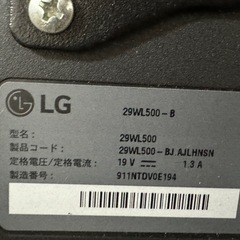 LG
29WL500-B
型名: 29WL500
製品コード: 29WL500-BJ.AJLHNSN
定格電圧/定格電流: 19 V ⎓ 1.3 A
製造番号: 911NTDV0E194